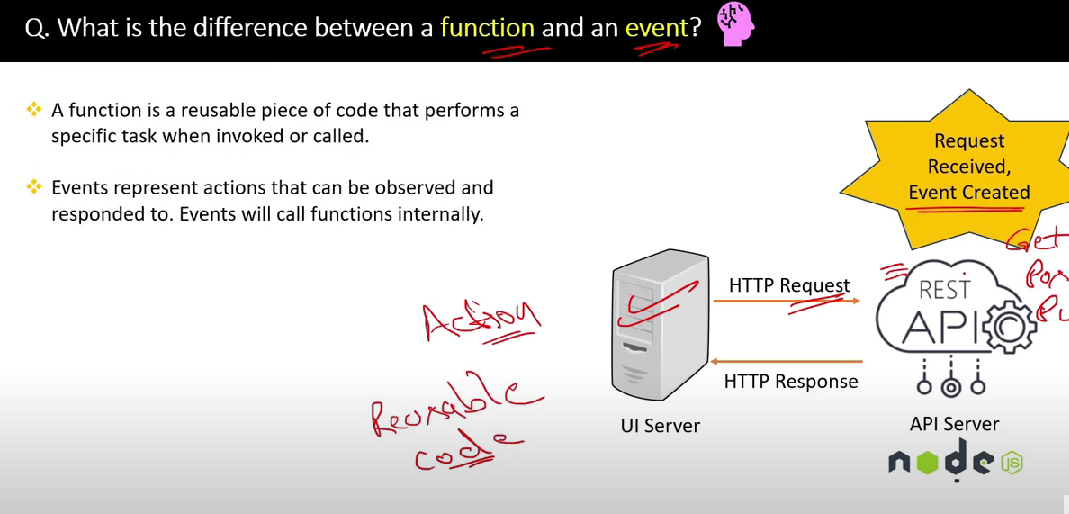 Q. What is the difference between a function and an event?
❖ A function is a reusable piece of code that performs a
specific task when invoked or called.
❖ Events represent actions that can be observed and
responded to. Events will call functions internally.
Request
Received,
Event Created
Get
HTTP Request
REST
API
HTTP Response
Action
Reusable
code
UI Server
API Server
node
JS